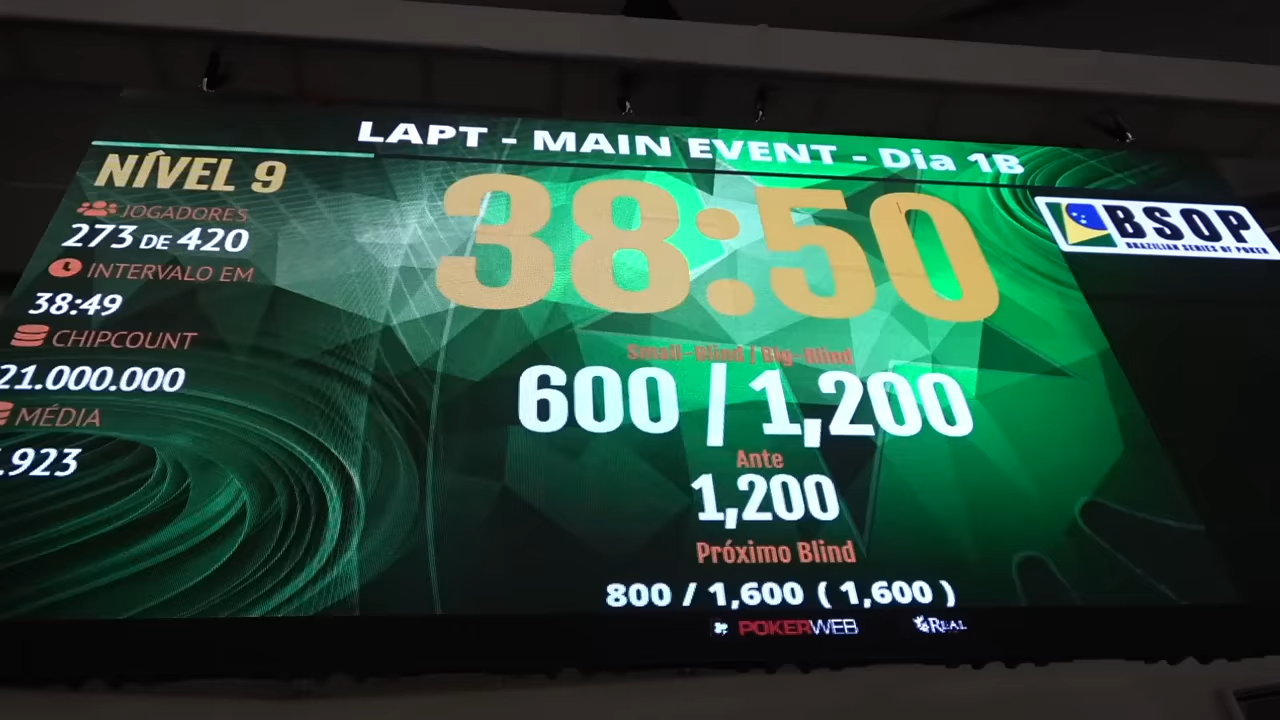 LAPT - MAIN EVENT - Dia 1B
NÍVEL 9
JOGADORES
273 DE 420
INTERVALO EM
38:49
CHIPCOUNT
21.000.000
MÉDIA
.923
38:50
Small-Blind / Big-Blind
600 / 1,200
Ante
1,200
Próximo Blind
800 / 1,600 ( 1,600 )
POKERWEB
REAL
BSOP
BRAZILIAN SERIES OF POKER